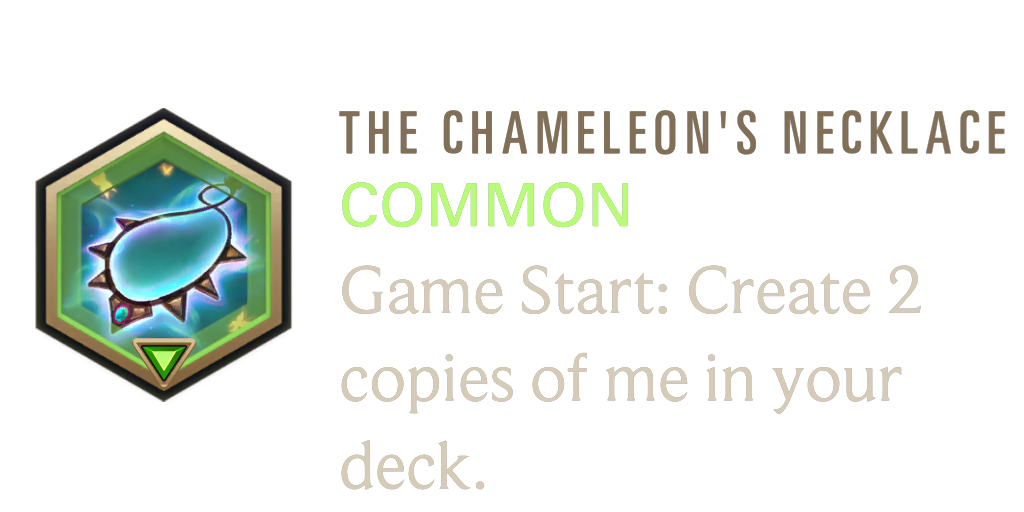 THE CHAMELEON'S NECKLACE
COMMON
Game Start: Create 2
copies of me in your
deck.